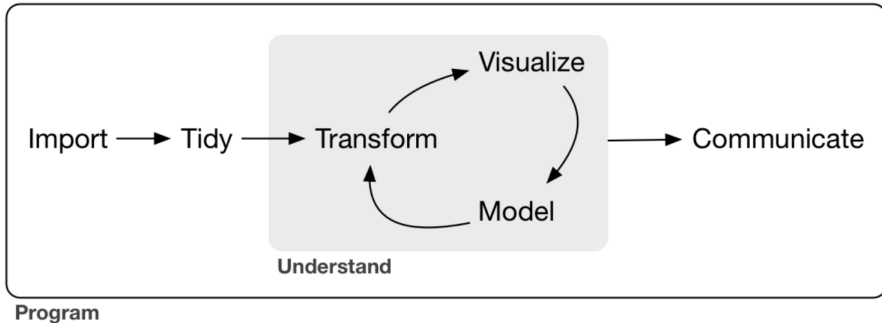 Visualize
Import
Tidy
Transform
Communicate
Model
Understand
Program